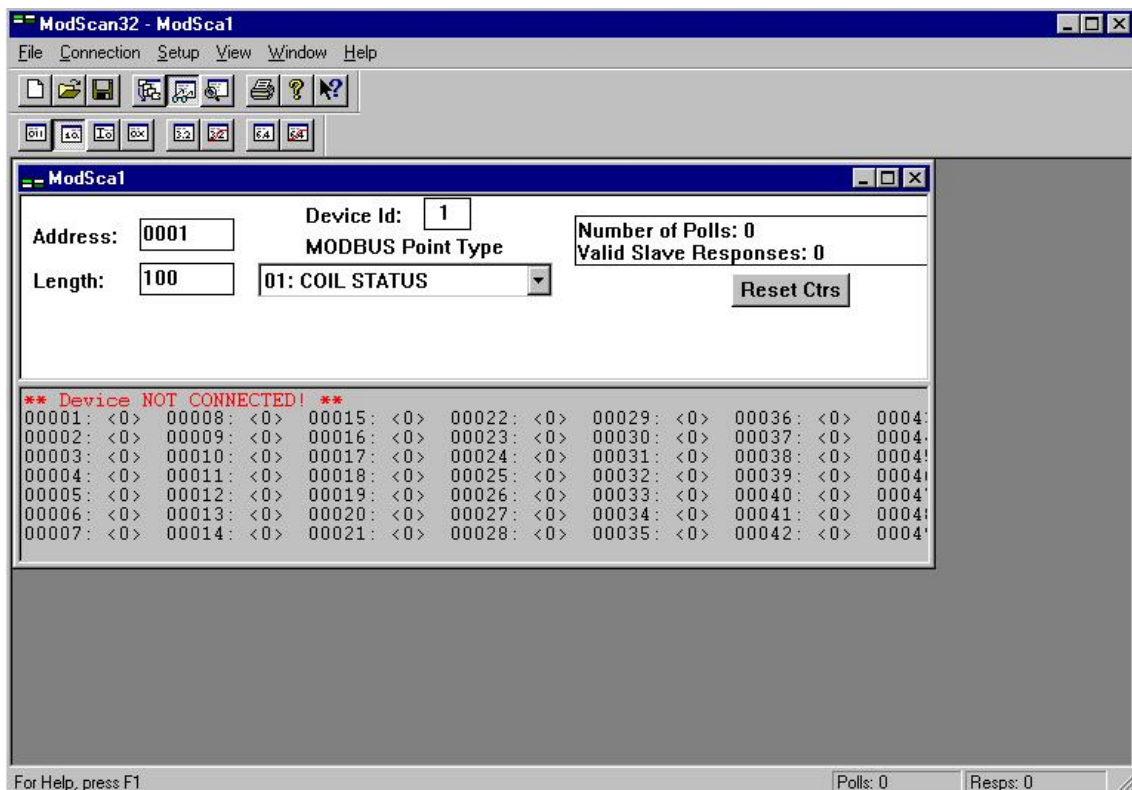 ModScan32 - ModSca1
File Connection Setup View Window Help
ModSca1
Address: 0001
Device Id: 1
MODBUS Point Type
Length: 100
01: COIL STATUS
Number of Polls: 0
Valid Slave Responses: 0
Reset Ctrs
** Device NOT CONNECTED! **
00001: <0> 00008: <0> 00015: <0> 00022: <0> 00029: <0> 00036: <0>
00002: <0> 00009: <0> 00016: <0> 00023: <0> 00030: <0> 00037: <0>
00003: <0> 00010: <0> 00017: <0> 00024: <0> 00031: <0> 00038: <0>
00004: <0> 00011: <0> 00018: <0> 00025: <0> 00032: <0> 00039: <0>
00005: <0> 00012: <0> 00019: <0> 00026: <0> 00033: <0> 00040: <0>
00006: <0> 00013: <0> 00020: <0> 00027: <0> 00034: <0> 00041: <0>
00007: <0> 00014: <0> 00021: <0> 00028: <0> 00035: <0> 00042: <0>
For Help, press F1
Polls: 0
Resps: 0